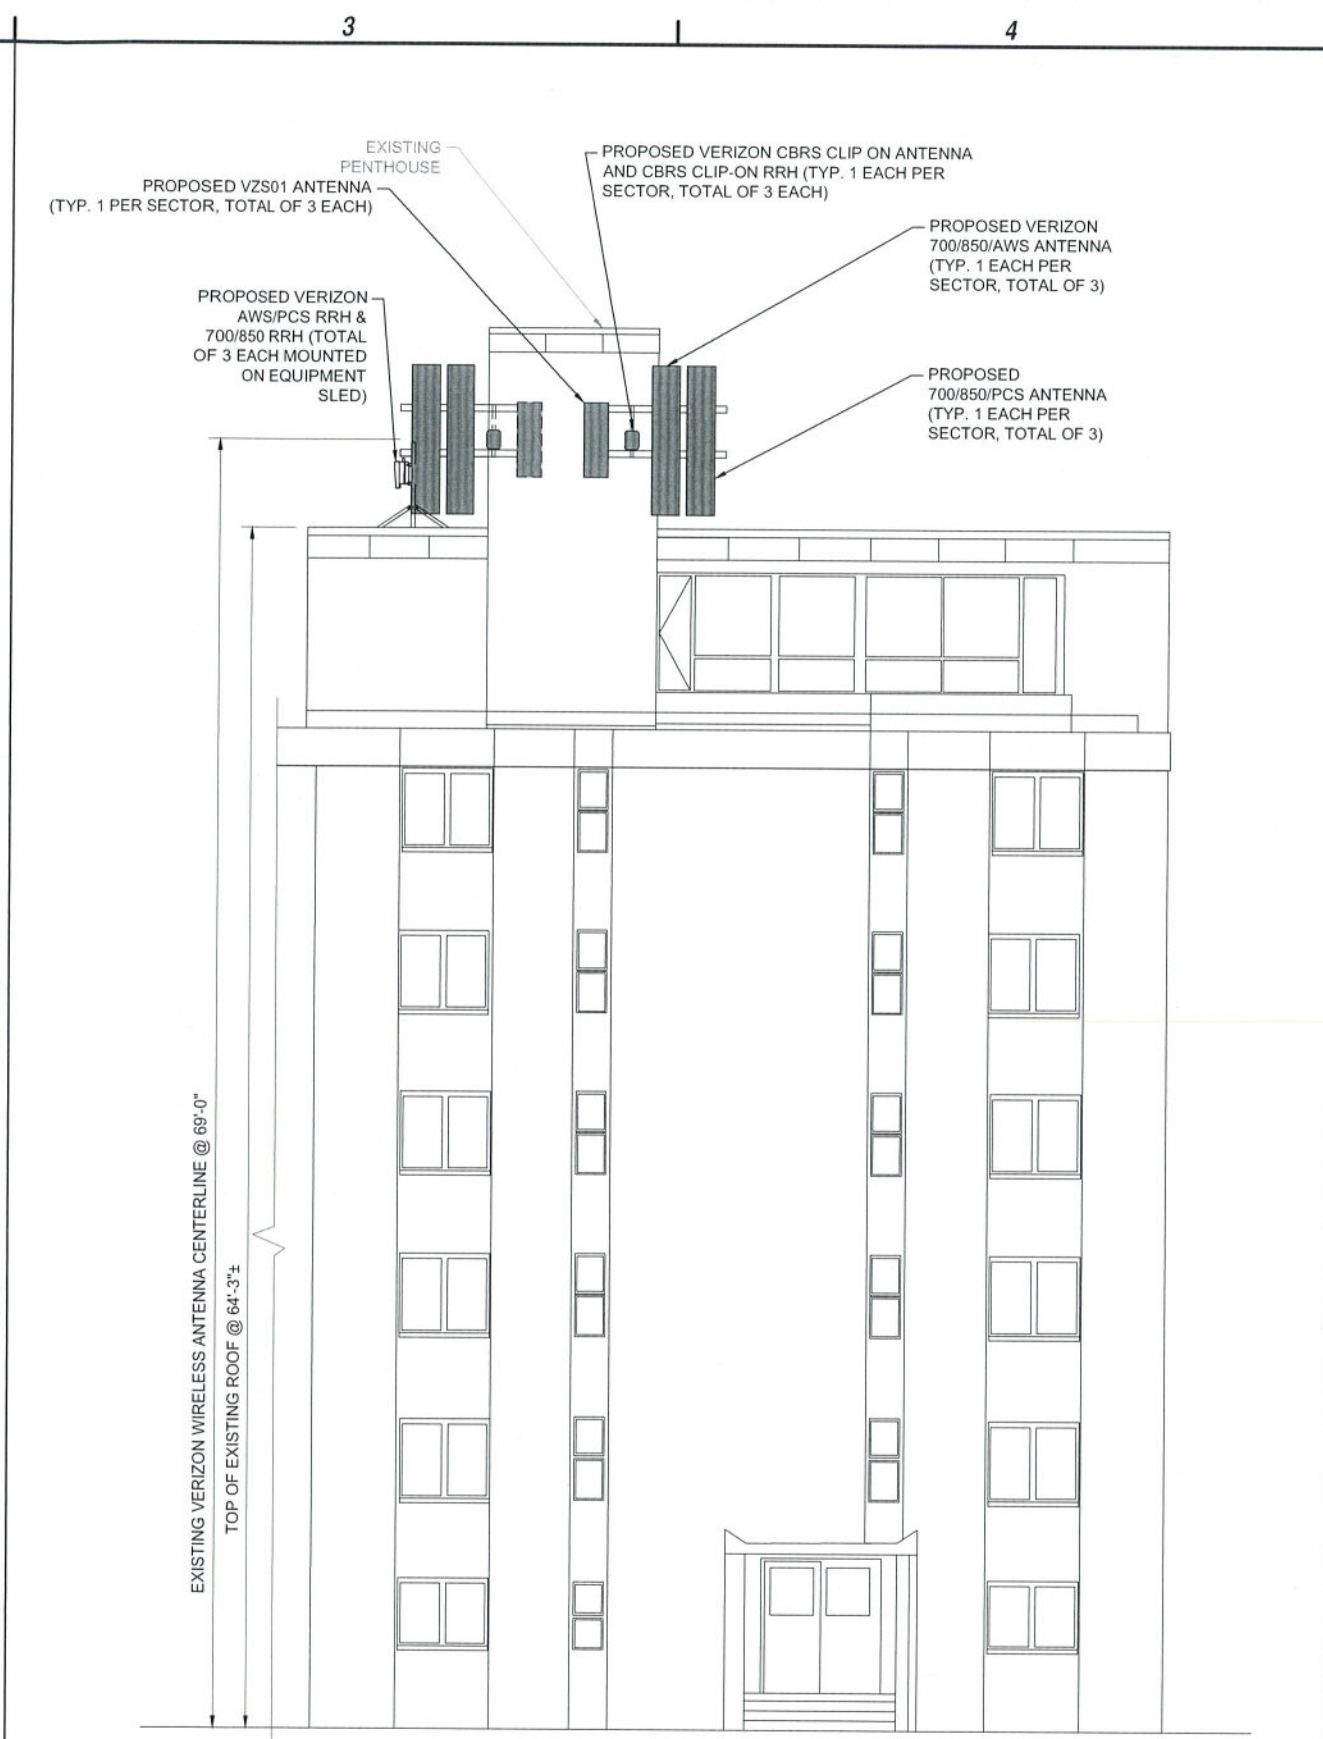 3
4
EXISTING
PENTHOUSE
PROPOSED VZS01 ANTENNA
(TYP. 1 PER SECTOR, TOTAL OF 3 EACH)
PROPOSED VERIZON CBRS CLIP ON ANTENNA
AND CBRS CLIP-ON RRH (TYP. 1 EACH PER
SECTOR, TOTAL OF 3 EACH)
PROPOSED VERIZON
700/850/AWS ANTENNA
(TYP. 1 EACH PER
SECTOR, TOTAL OF 3)
PROPOSED VERIZON
AWS/PCS RRH &
700/850 RRH (TOTAL
OF 3 EACH MOUNTED
ON EQUIPMENT
SLED)
PROPOSED
700/850/PCS ANTENNA
(TYP. 1 EACH PER
SECTOR, TOTAL OF 3)
EXISTING VERIZON WIRELESS ANTENNA CENTERLINE @ 69'-0"
TOP OF EXISTING ROOF @ 64'-3"±